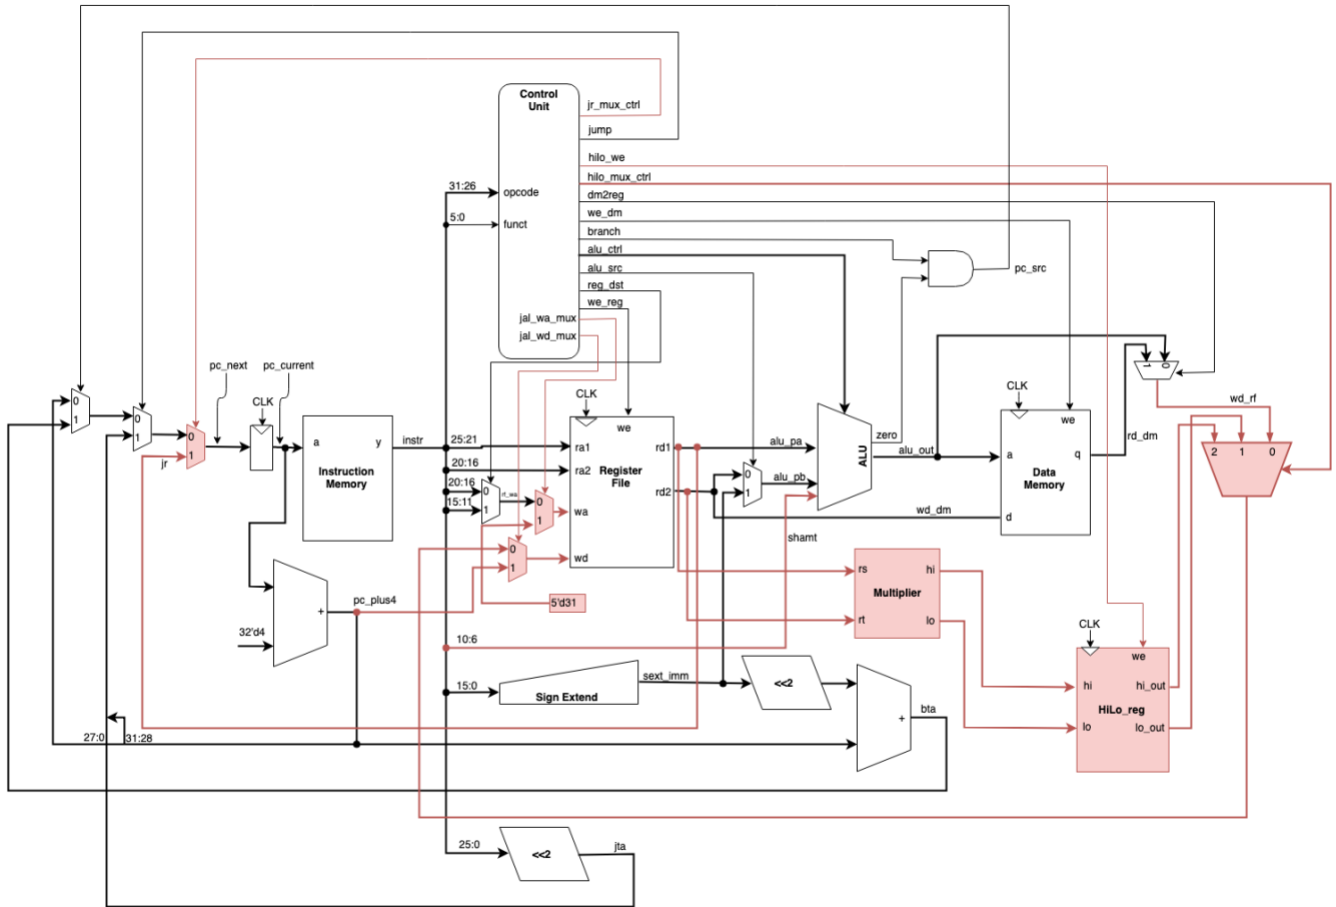 Control
Unit
jr_mux_ctrl
jump
hilo_we
hilo_mux_ctrl
dm2reg
we_dm
branch
alu_ctrl
alu_src
reg_dst
we_reg
jal_wa_mux
jal_wd_mux
31:26
opcode
5:0
funct
pc_src
pc_next
pc_current
CLK
0
1
0
1
0
1
jr
a
y
Instruction
Memory
instr
25:21
20:16
20:16
15:11
0
1
rf_wa
0
1
0
1
CLK
we
ra1
ra2
wa
wd
Register
File
rd1
rd2
5'd31
0
1
alu_pa
alu_pb
shamt
ALU
zero
alu_out
wd_dm
CLK
we
a
q
d
Data
Memory
rd_dm
1
0
wd_rf
2
1
0
32'd4
+
pc_plus4
10:6
15:0
Sign Extend
sext_imm
<<2
+
bta
rs
rt
hi
lo
Multiplier
CLK
we
hi
lo
hi_out
lo_out
HiLo_reg
27:0
31:28
25:0
<<2
jta